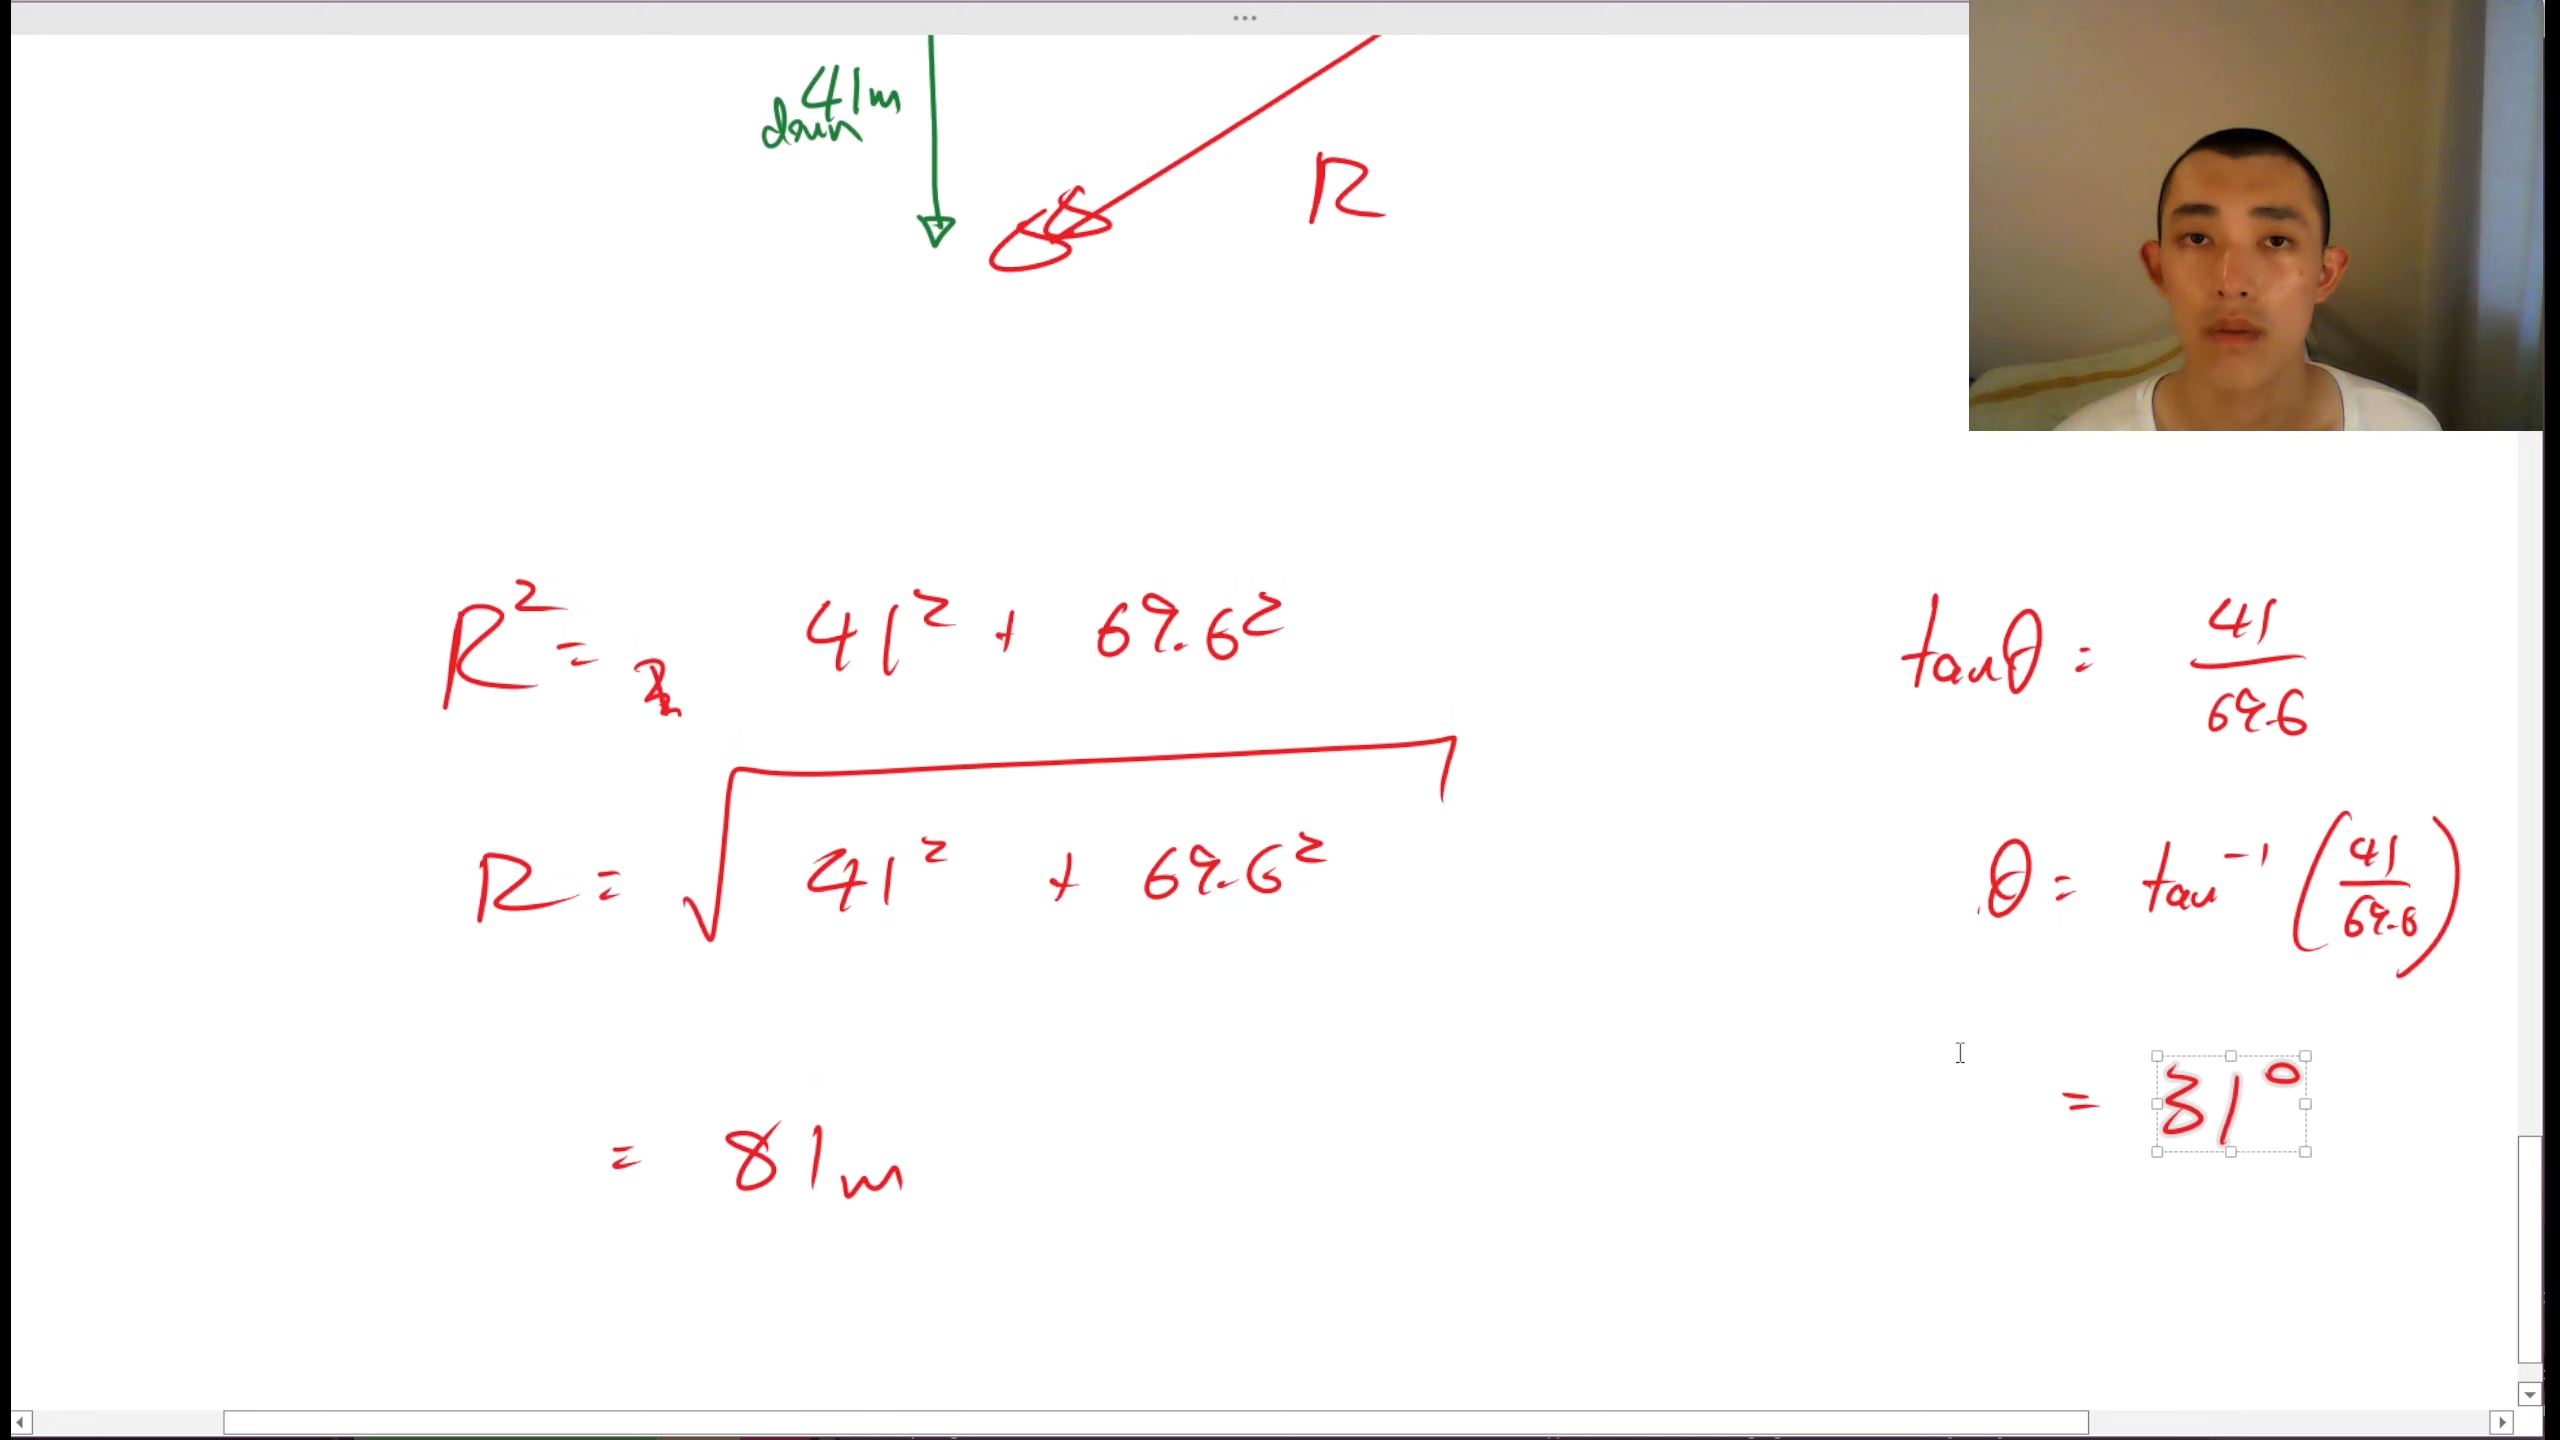 41m
down
R
R² = 41² + 69.6²
R = √(41² + 69.6²)
= 81m
tanθ = 41/69.6
θ = tan⁻¹(41/69.6)
= 31°